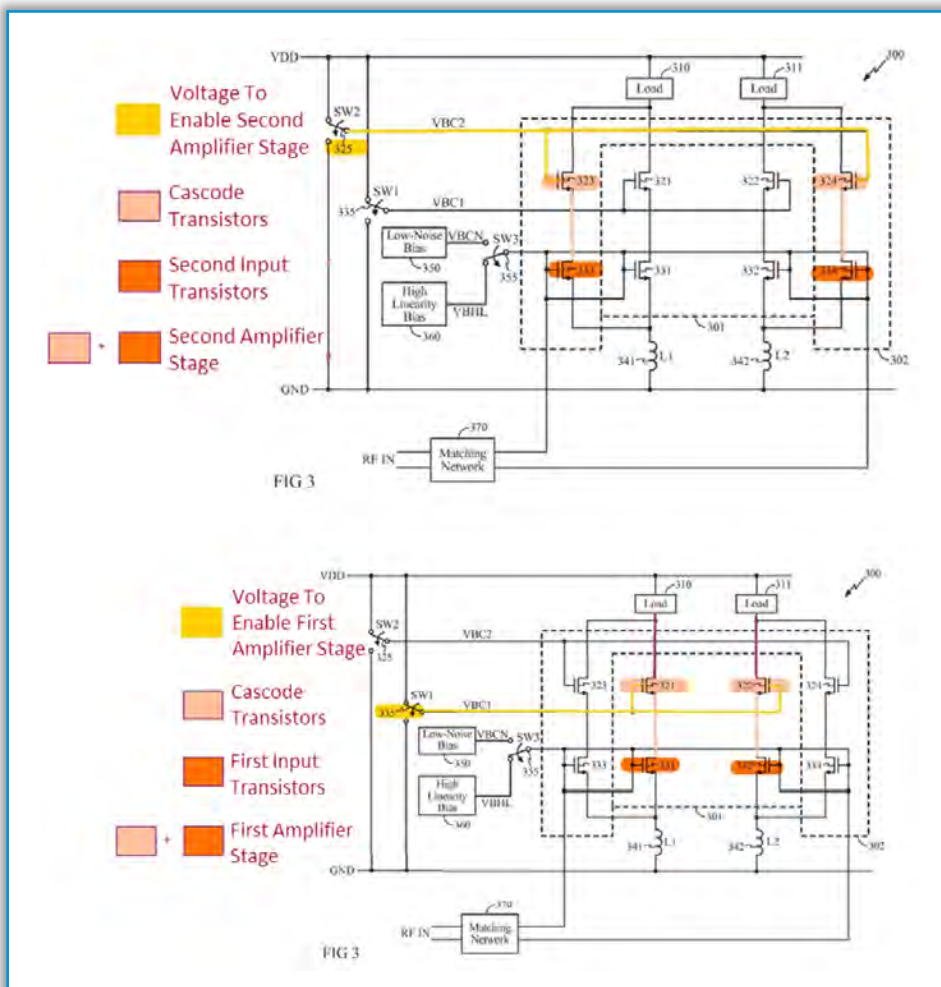 VDD
310
311
300
Load
Load
Voltage To
Enable Second
Amplifier Stage
SW2
VBC2
325
323
321
322
324
Cascode
Transistors
SW1
335
VBC1
Low-Noise
Bias
VBCN
SW3
350
355
Second Input
Transistors
High
Linearity
Bias
VBHL
360
333
331
332
334
+
Second Amplifier
Stage
301
341
L1
342
L2
302
GND
370
RF IN
Matching
Network
FIG 3
VDD
310
311
300
Load
Load
Voltage To
Enable First
Amplifier Stage
SW2
VBC2
325
323
321
322
324
Cascode
Transistors
SW1
335
VBC1
Low-Noise
Bias
VBCN
SW3
350
355
First Input
Transistors
High
Linearity
Bias
VBHL
360
333
331
332
334
+
First Amplifier
Stage
301
341
L1
342
L2
302
GND
370
RF IN
Matching
Network
FIG 3